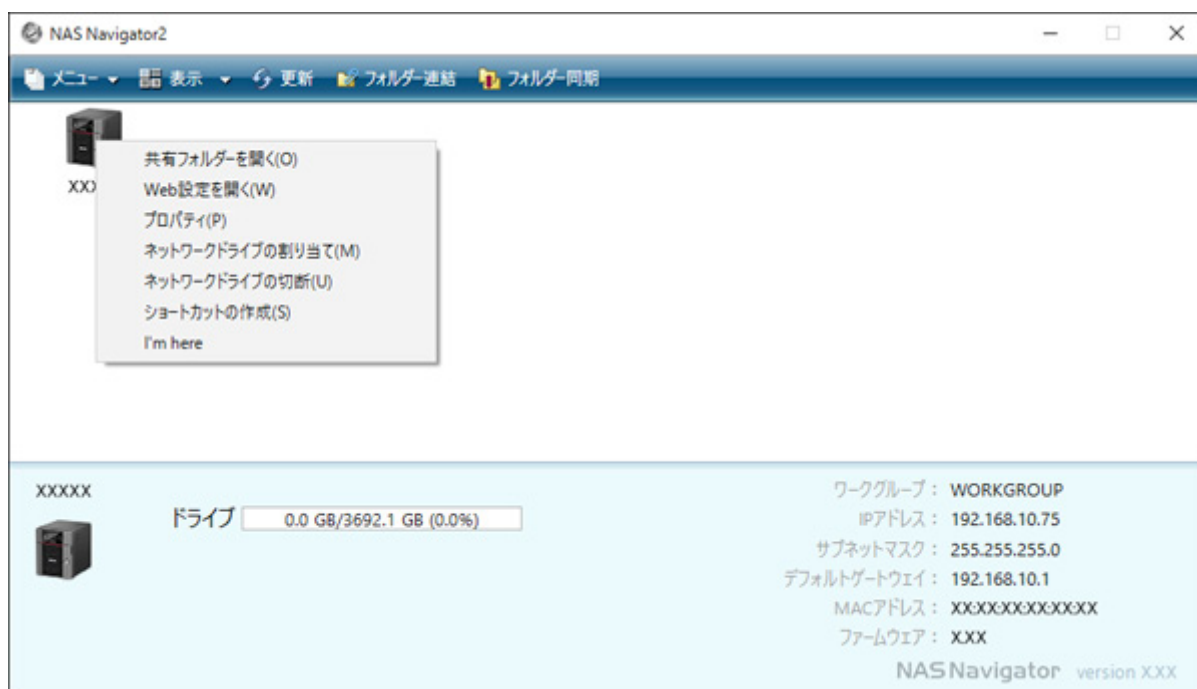 NAS Navigator2
メニュー 表示 更新 フォルダー連結 フォルダー同期
XXX
共有フォルダーを開く(O)
Web設定を開く(W)
プロパティ(P)
ネットワークドライブの割り当て(M)
ネットワークドライブの切断(U)
ショートカットの作成(S)
I'm here
XXXXX
ドライブ 0.0 GB/3692.1 GB (0.0%)
ワークグループ： WORKGROUP
IPアドレス： 192.168.10.75
サブネットマスク： 255.255.255.0
デフォルトゲートウェイ： 192.168.10.1
MACアドレス： XX:XX:XX:XX:XX:XX
ファームウェア： X.XX
NAS Navigator version X.XX